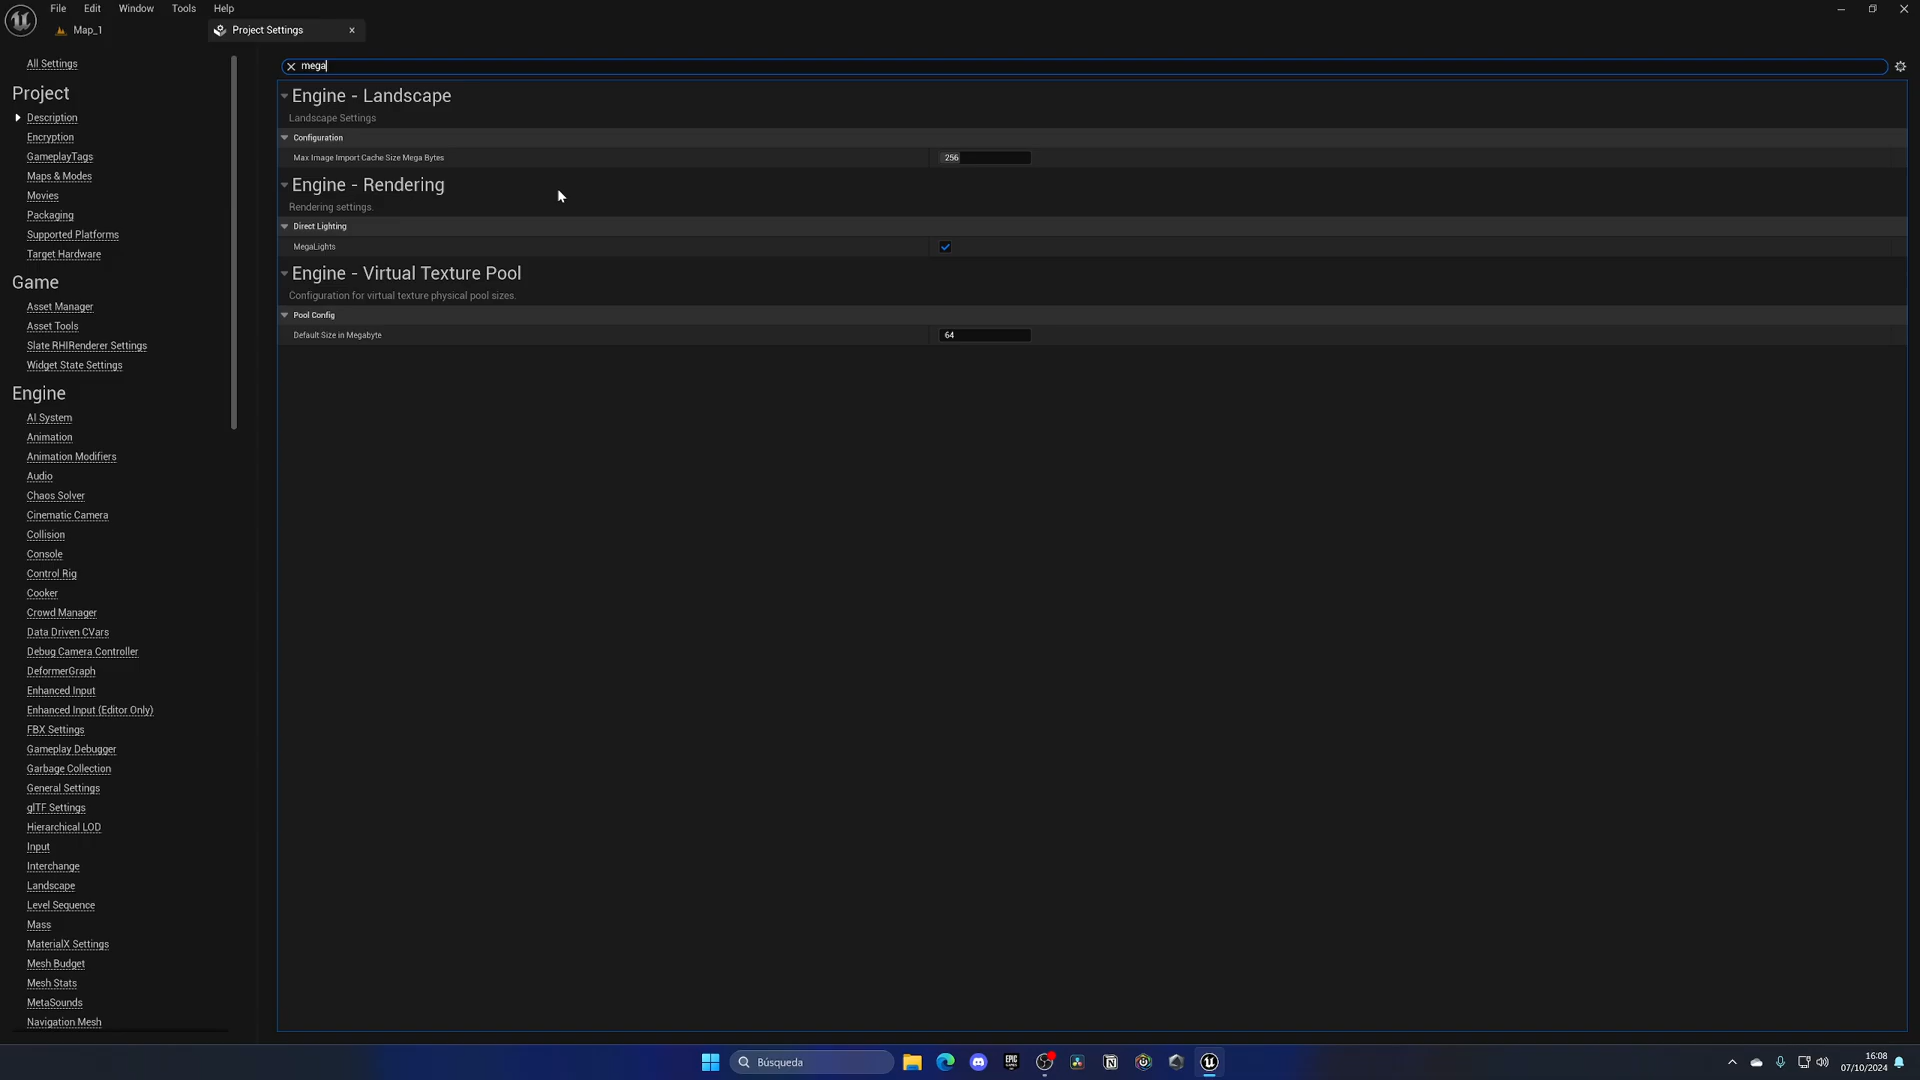 File Edit Window Tools Help
Map_1
Project Settings
All Settings
Project
Description
Encryption
GameplayTags
Maps & Modes
Movies
Packaging
Supported Platforms
Target Hardware
Game
Asset Manager
Asset Tools
Slate RHIRenderer Settings
Widget State Settings
Engine
AI System
Animation
Animation Modifiers
Audio
Chaos Solver
Cinematic Camera
Collision
Console
Control Rig
Cooker
Crowd Manager
Data Driven CVars
Debug Camera Controller
DeformerGraph
Enhanced Input
Enhanced Input (Editor Only)
FBX Settings
Gameplay Debugger
Garbage Collection
General Settings
glTF Settings
Hierarchical LOD
Input
Interchange
Landscape
Level Sequence
Mass
MaterialX Settings
Mesh Budget
Mesh Stats
MetaSounds
Navigation Mesh
mega
Engine - Landscape
Landscape Settings
Configuration
Max Image Import Cache Size Mega Bytes 256
Engine - Rendering
Rendering settings.
Direct Lighting
MegaLights
Engine - Virtual Texture Pool
Configuration for virtual texture physical pool sizes.
Pool Config
Default Size in Megabyte 64
Búsqueda
EPIC GAMES
16:08
07/10/2024